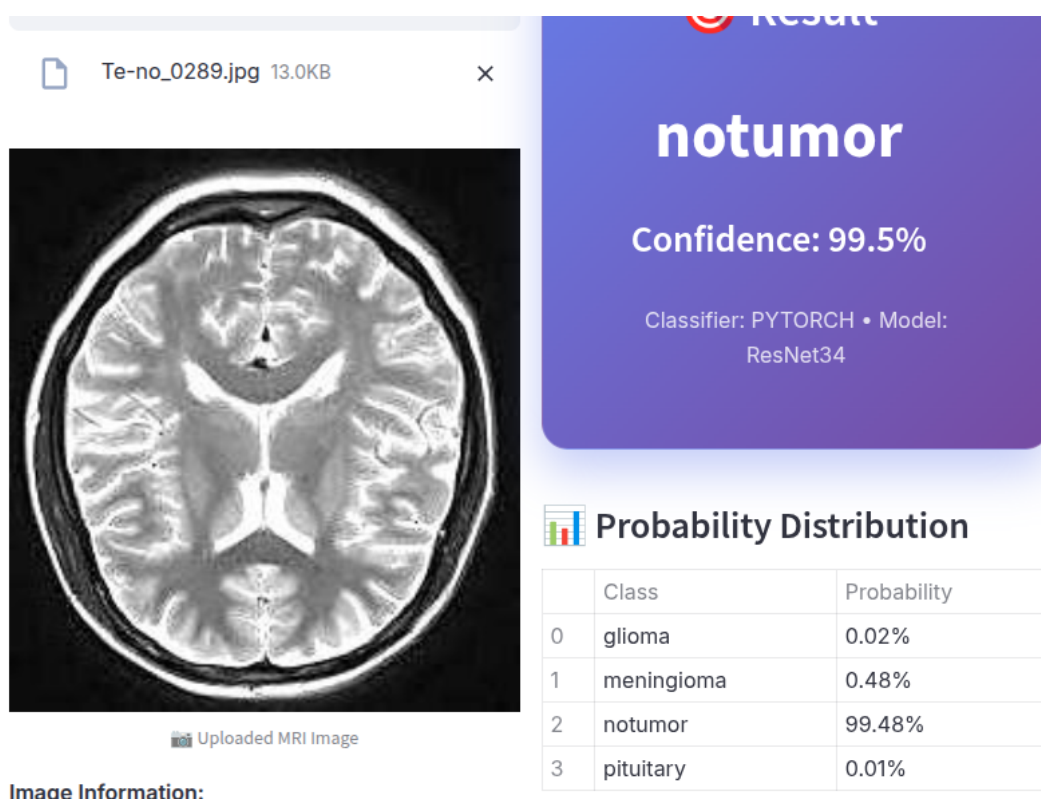 Te-no_0289.jpg 13.0KB
📷 Uploaded MRI Image
Image Information:
🎯 Result
notumor
Confidence: 99.5%
Classifier: PYTORCH • Model:
ResNet34
📊 Probability Distribution
Class Probability
0 glioma 0.02%
1 meningioma 0.48%
2 notumor 99.48%
3 pituitary 0.01%